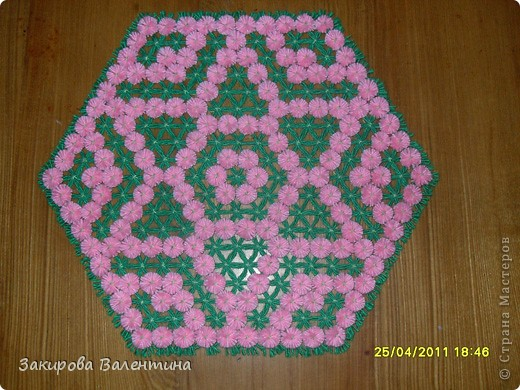 25/04/2011 18:46
Закирова Валентина
© Страна Мастеров